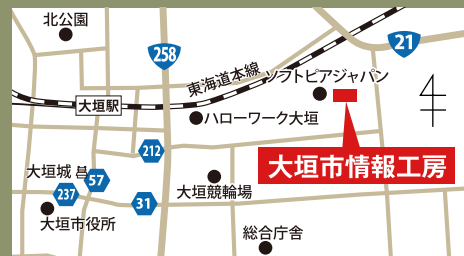 北公園
258
21
東海道本線
ソフトピアジャパン
大垣駅
ハローワーク大垣
212
大垣市情報工房
大垣城
57
237
31
大垣競輪場
大垣市役所
総合庁舎